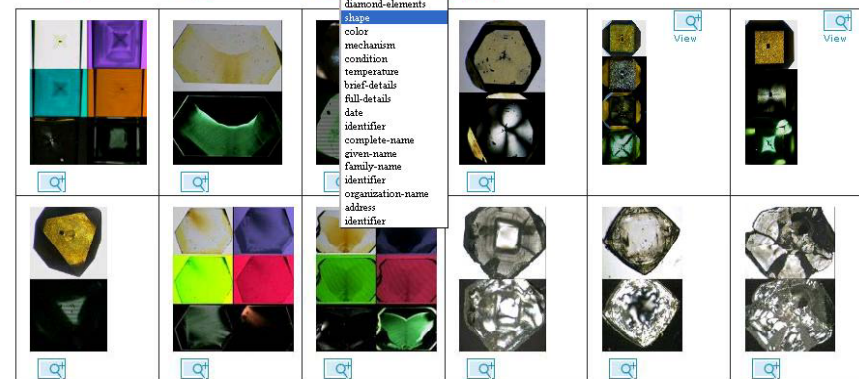 diamond-elements
shape
color
mechanism
condition
temperature
brief-details
full-details
date
identifier
complete-name
given-name
family-name
identifier
organization-name
address
identifier
View
View